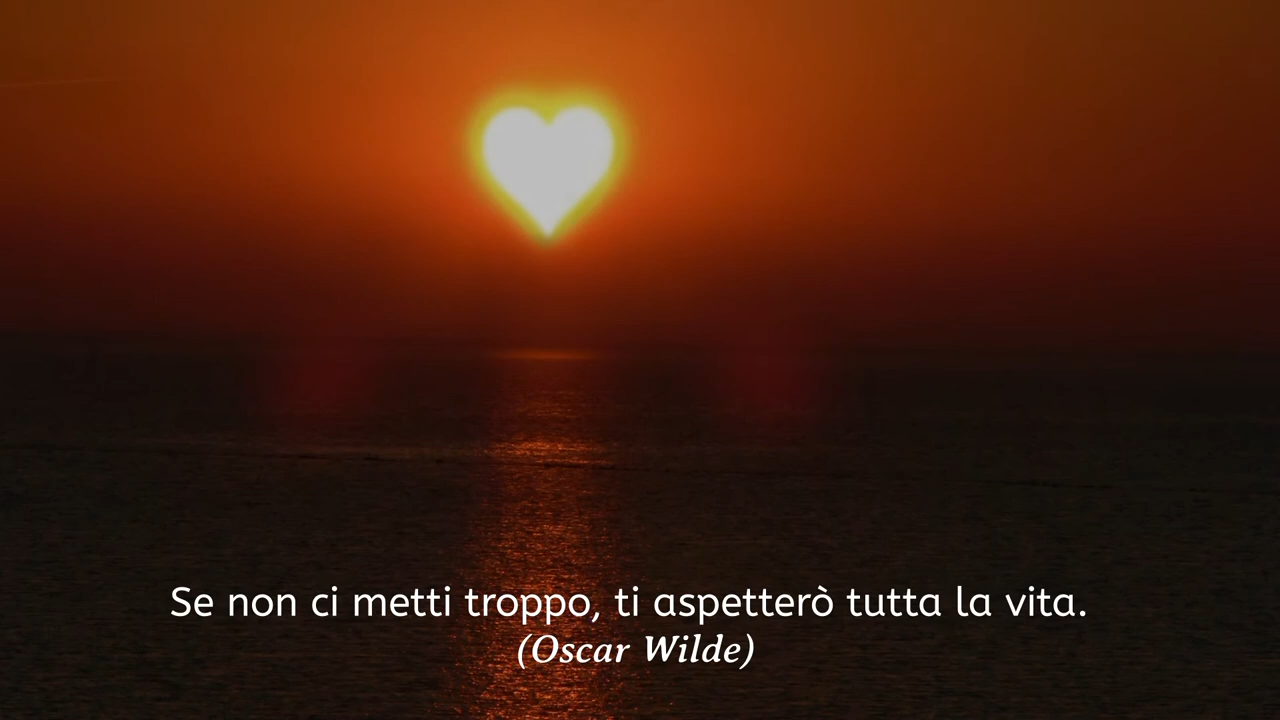 Se non ci metti troppo, ti aspetterò tutta la vita.
(Oscar Wilde)